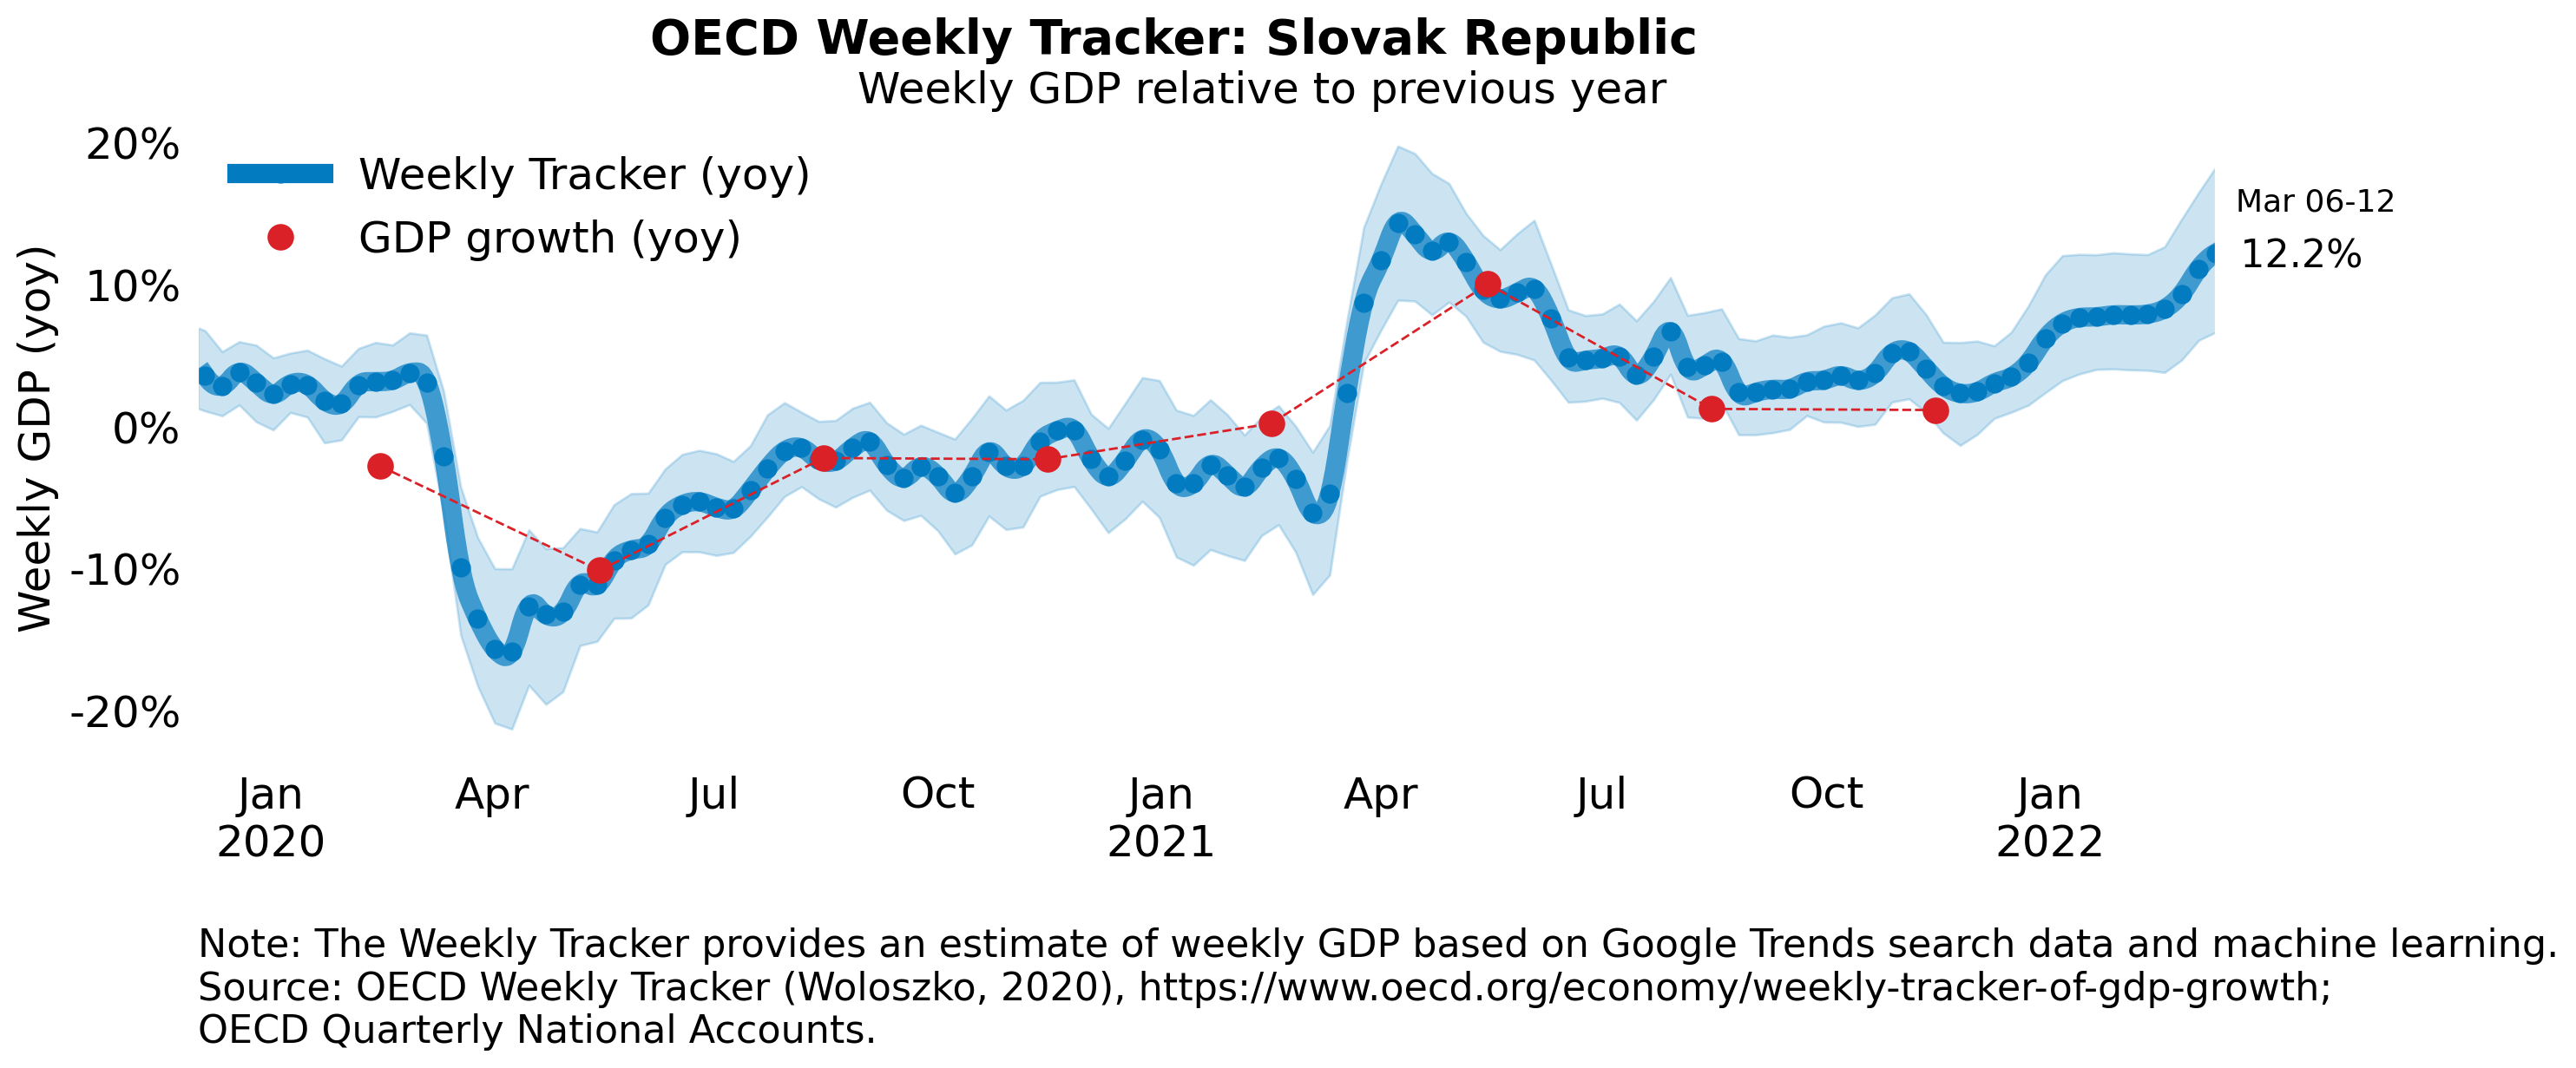 OECD Weekly Tracker: Slovak Republic
Weekly GDP relative to previous year
Weekly GDP (yoy)
20%
10%
0%
-10%
-20%
Weekly Tracker (yoy)
GDP growth (yoy)
Mar 06-12
12.2%
Jan Apr Jul Oct Jan Apr Jul Oct Jan
2020 2021 2022
Note: The Weekly Tracker provides an estimate of weekly GDP based on Google Trends search data and machine learning.
Source: OECD Weekly Tracker (Woloszko, 2020), https://www.oecd.org/economy/weekly-tracker-of-gdp-growth;
OECD Quarterly National Accounts.